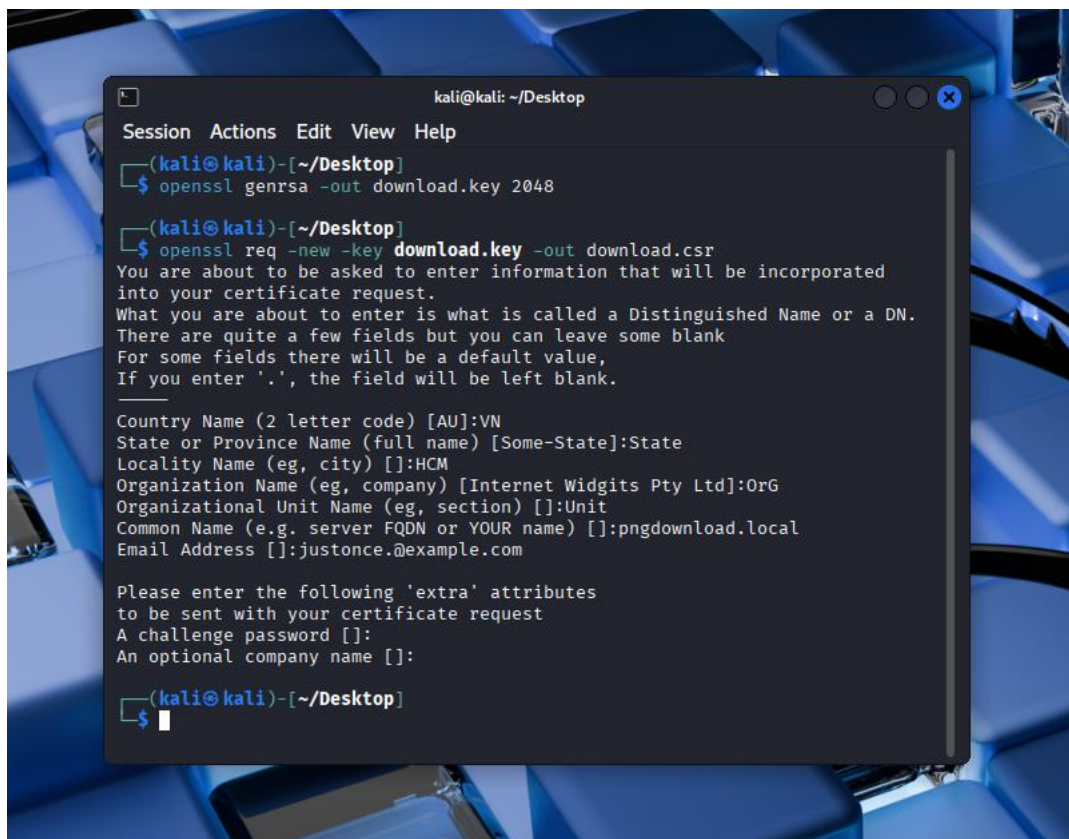 kali@kali: ~/Desktop
Session Actions Edit View Help
┌──(kali㉿kali)-[~/Desktop]
└─$ openssl genrsa -out download.key 2048
┌──(kali㉿kali)-[~/Desktop]
└─$ openssl req -new -key download.key -out download.csr
You are about to be asked to enter information that will be incorporated
into your certificate request.
What you are about to enter is what is called a Distinguished Name or a DN.
There are quite a few fields but you can leave some blank
For some fields there will be a default value,
If you enter '.', the field will be left blank.
-----
Country Name (2 letter code) [AU]:VN
State or Province Name (full name) [Some-State]:State
Locality Name (eg, city) []:HCM
Organization Name (eg, company) [Internet Widgits Pty Ltd]:OrG
Organizational Unit Name (eg, section) []:Unit
Common Name (e.g. server FQDN or YOUR name) []:pngdownload.local
Email Address []:justonce.@example.com
Please enter the following 'extra' attributes
to be sent with your certificate request
A challenge password []:
An optional company name []:
┌──(kali㉿kali)-[~/Desktop]
└─$